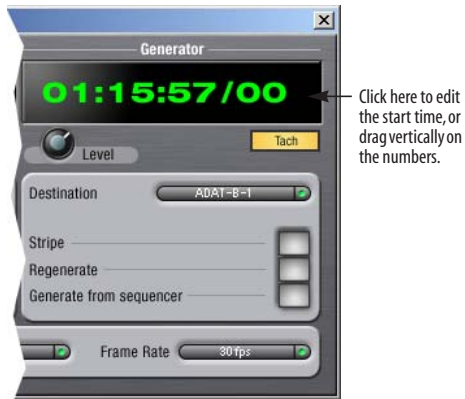 Generator
01:15:57/00
Click here to edit
the start time, or
drag vertically on
the numbers.
Level
Tach
Destination
ADAT-B-1
Stripe
Regenerate
Generate from sequencer
Frame Rate
30 fps